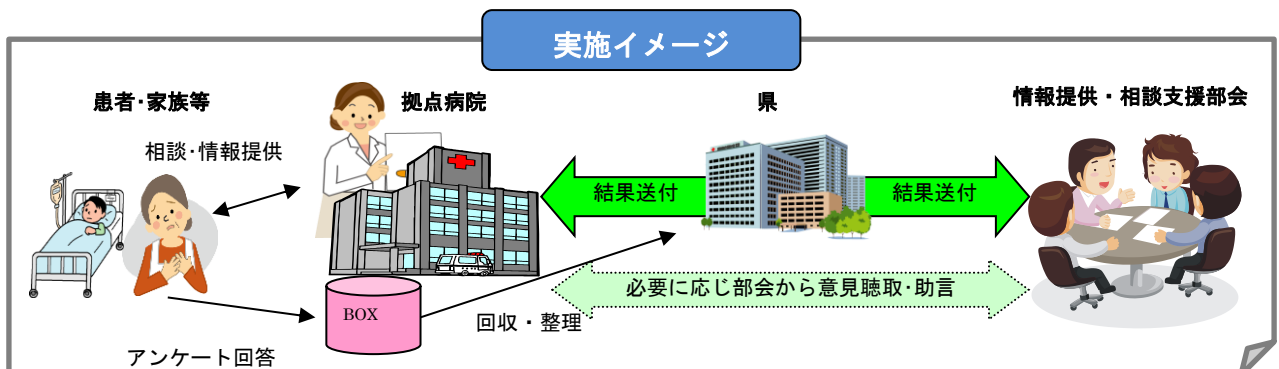 実施イメージ
患者・家族等
拠点病院
県
情報提供・相談支援部会
相談・情報提供
結果送付
結果送付
必要に応じ部会から意見聴取・助言
BOX
回収・整理
アンケート回答